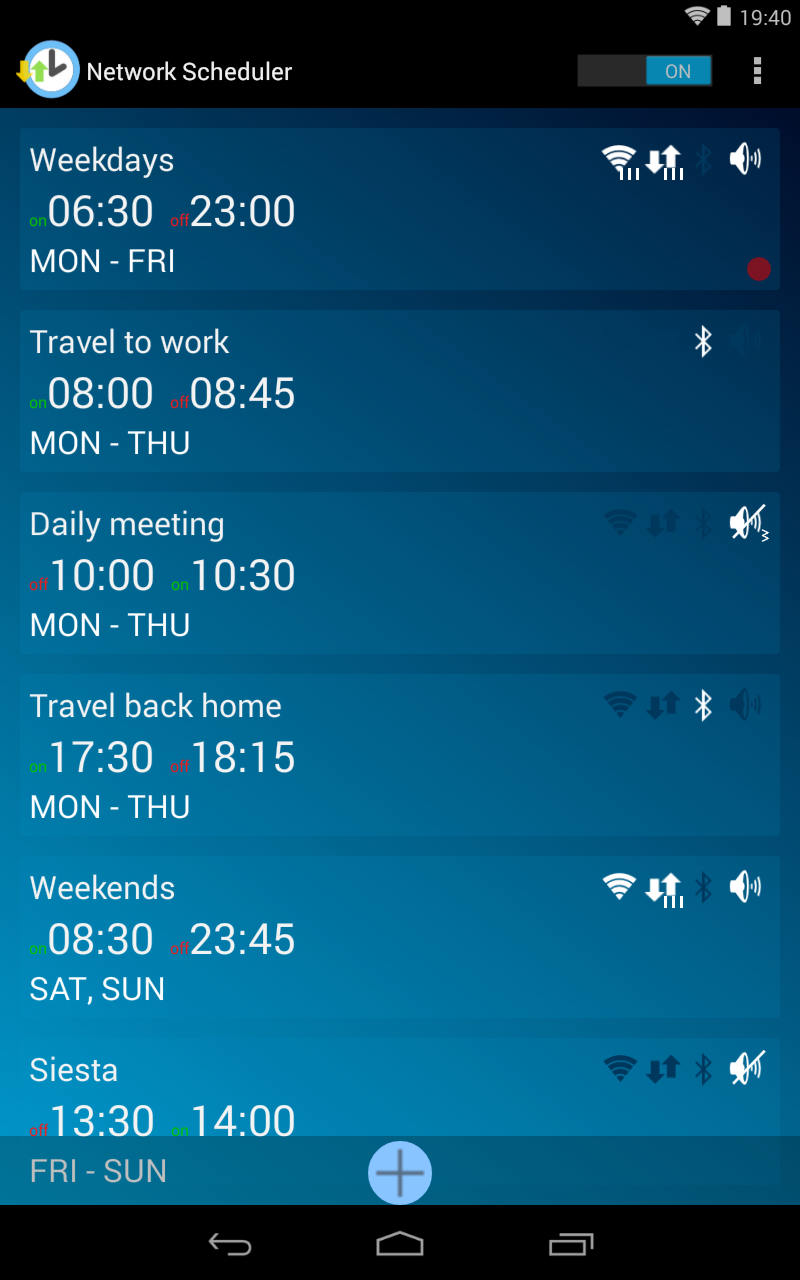 19:40
Network Scheduler ON
Weekdays
on06:30 off23:00
MON - FRI
Travel to work
on08:00 off08:45
MON - THU
Daily meeting
off10:00 on10:30
MON - THU
Travel back home
on17:30 off18:15
MON - THU
Weekends
on08:30 off23:45
SAT, SUN
Siesta
off13:30 on14:00
FRI - SUN